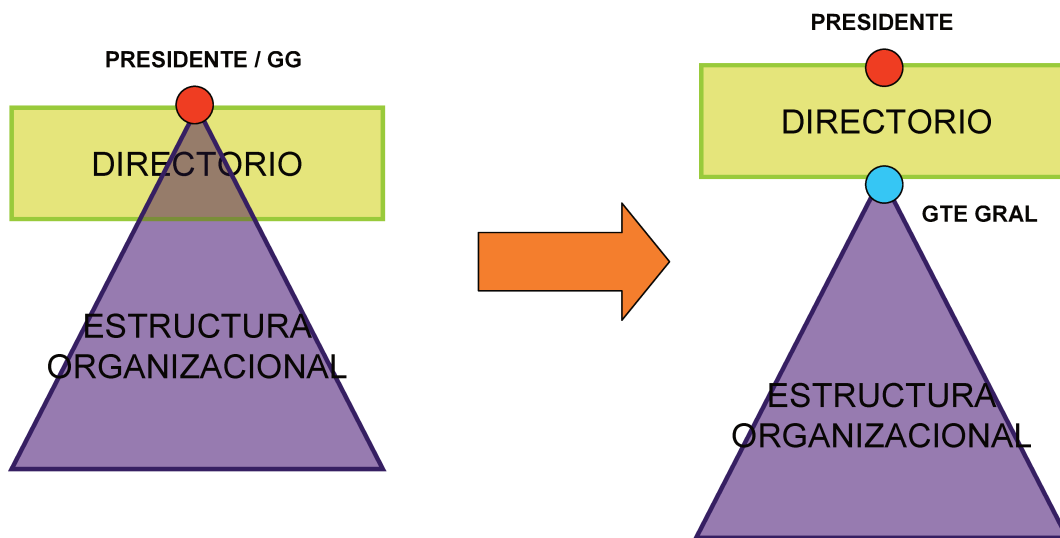 PRESIDENTE / GG
DIRECTORIO
ESTRUCTURA
ORGANIZACIONAL
PRESIDENTE
DIRECTORIO
GTE GRAL
ESTRUCTURA
ORGANIZACIONAL